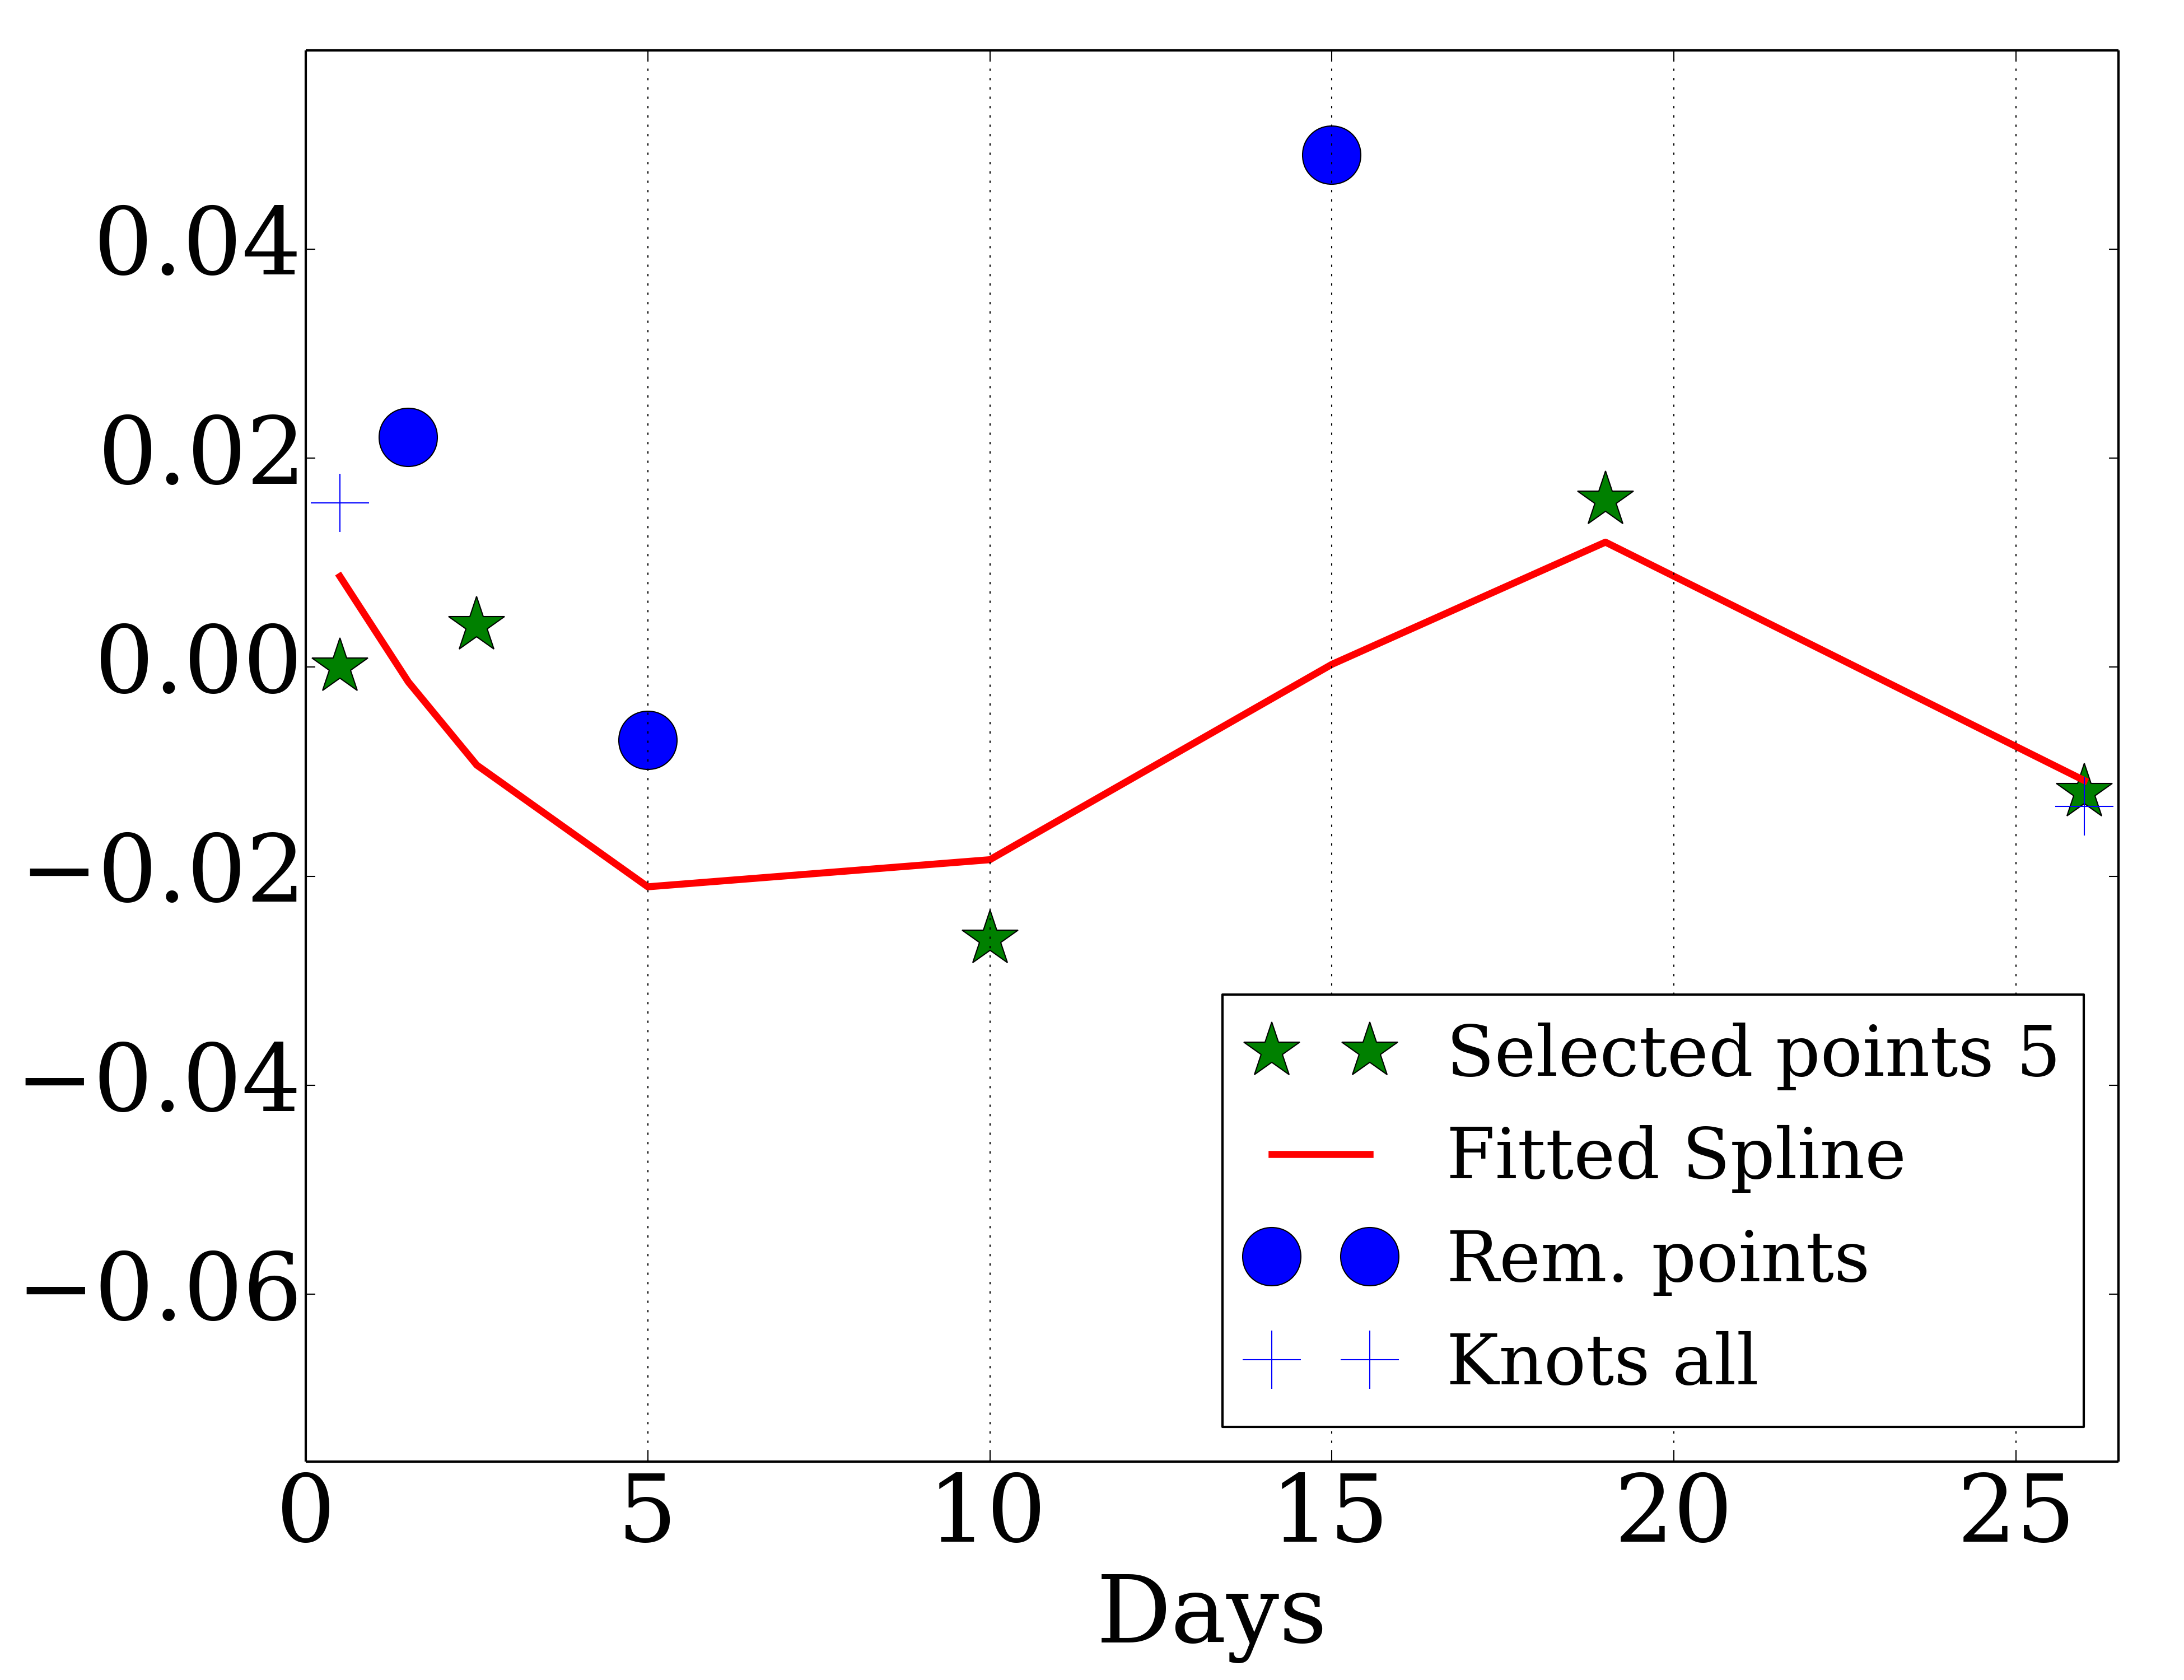 0.04
0.02
0.00
−0.02
−0.04
−0.06
Selected points 5
Fitted Spline
Rem. points
Knots all
0 5 10 15 20 25
Days